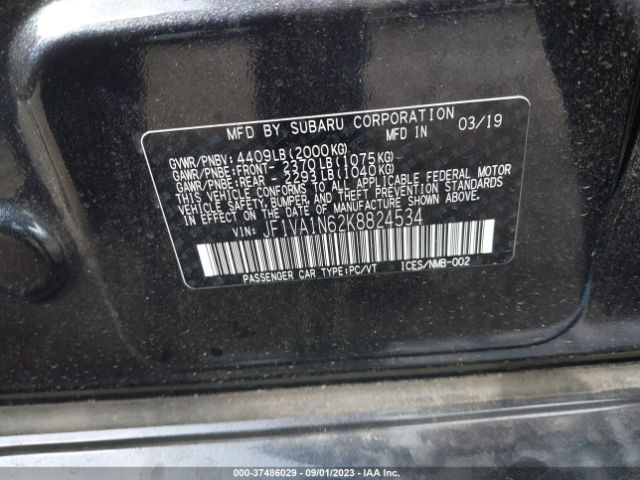 MFD BY SUBARU CORPORATION
MFD IN 03/19
GVWR/PNBV: 4409LB(2000KG)
GAWR/PNBE:FRONT- 2370LB(1075KG)
GAWR/PNBE:REAR - 2293LB(1040KG)
THIS VEHICLE CONFORMS TO ALL APPLICABLE FEDERAL MOTOR
VEHICLE SAFETY,BUMPER,AND THEFT PREVENTION STANDARDS
IN EFFECT ON THE DATE OF MANUFACTURE SHOWN ABOVE.
VIN: JF1VA1N62K8824534
PASSENGER CAR TYPE:PC/VT ICES/NMB-002
000-37486029 - 09/01/2023 - IAAI.COM